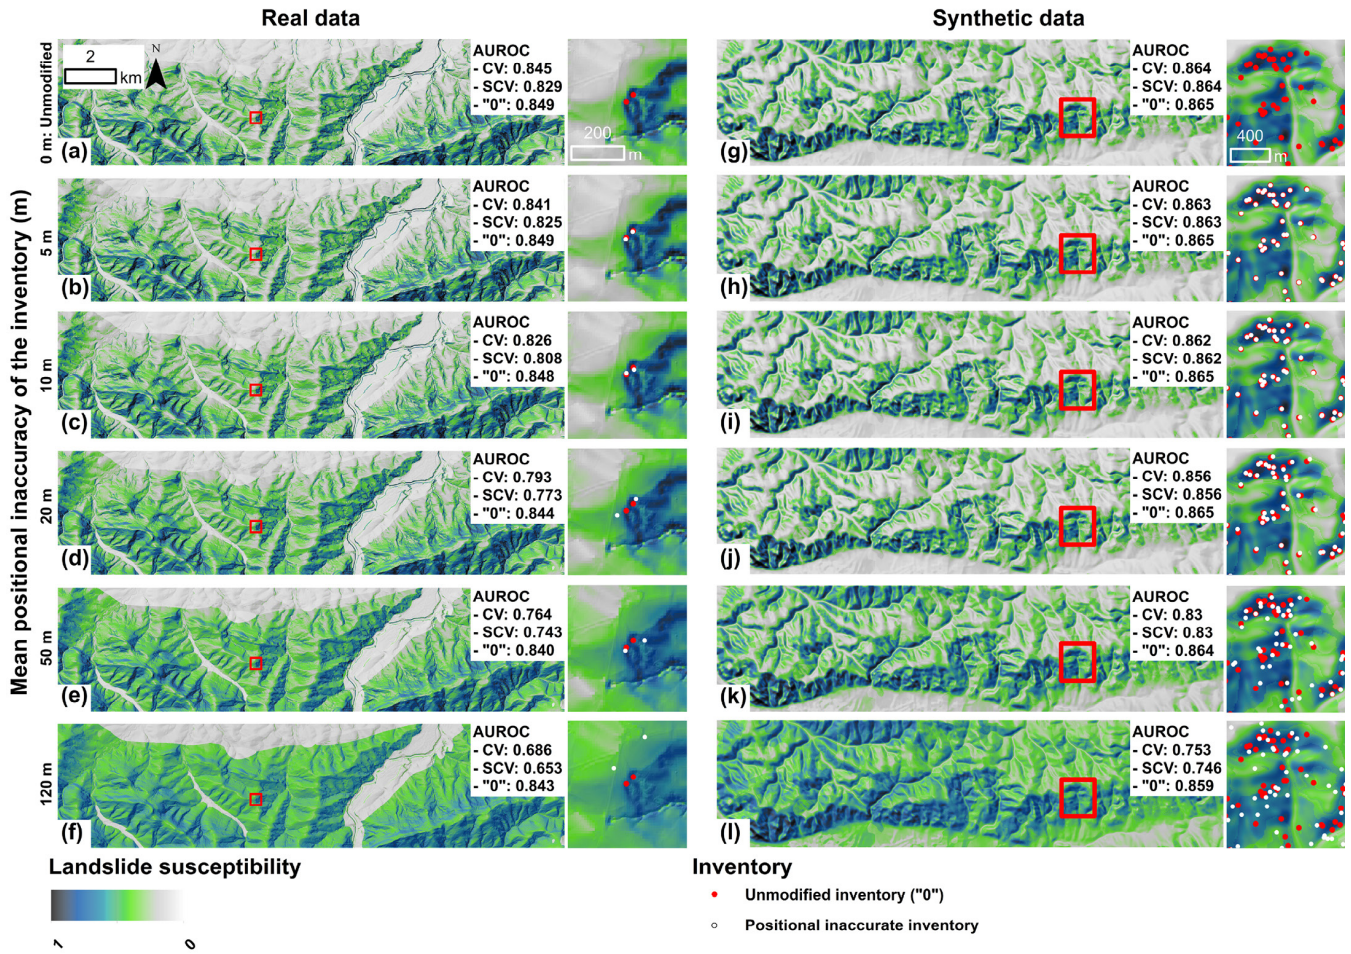 Real data
Synthetic data
Mean positional inaccuracy of the inventory (m)
0 m: Unmodified
2
km
N
AUROC
- CV: 0.845
- SCV: 0.829
- "0": 0.849
200
m
(a)
AUROC
- CV: 0.864
- SCV: 0.864
- "0": 0.865
400
m
(g)
5 m
AUROC
- CV: 0.841
- SCV: 0.825
- "0": 0.849
(b)
AUROC
- CV: 0.863
- SCV: 0.863
- "0": 0.865
(h)
10 m
AUROC
- CV: 0.826
- SCV: 0.808
- "0": 0.848
(c)
AUROC
- CV: 0.862
- SCV: 0.862
- "0": 0.865
(i)
20 m
AUROC
- CV: 0.793
- SCV: 0.773
- "0": 0.844
(d)
AUROC
- CV: 0.856
- SCV: 0.856
- "0": 0.865
(j)
50 m
AUROC
- CV: 0.764
- SCV: 0.743
- "0": 0.840
(e)
AUROC
- CV: 0.83
- SCV: 0.83
- "0": 0.864
(k)
120 m
AUROC
- CV: 0.686
- SCV: 0.653
- "0": 0.843
(f)
AUROC
- CV: 0.753
- SCV: 0.746
- "0": 0.859
(l)
Landslide susceptibility
1
0
Inventory
Unmodified inventory ("0")
Positional inaccurate inventory